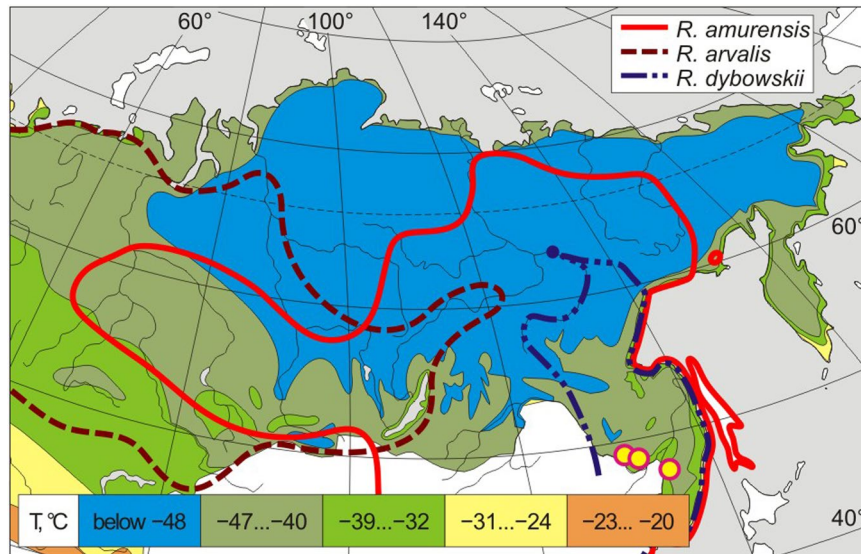 60° 100° 140°
R. amurensis
R. arvalis
R. dybowskii
60°
T, °C below −48 −47...−40 −39...−32 −31...−24 −23... −20
40°